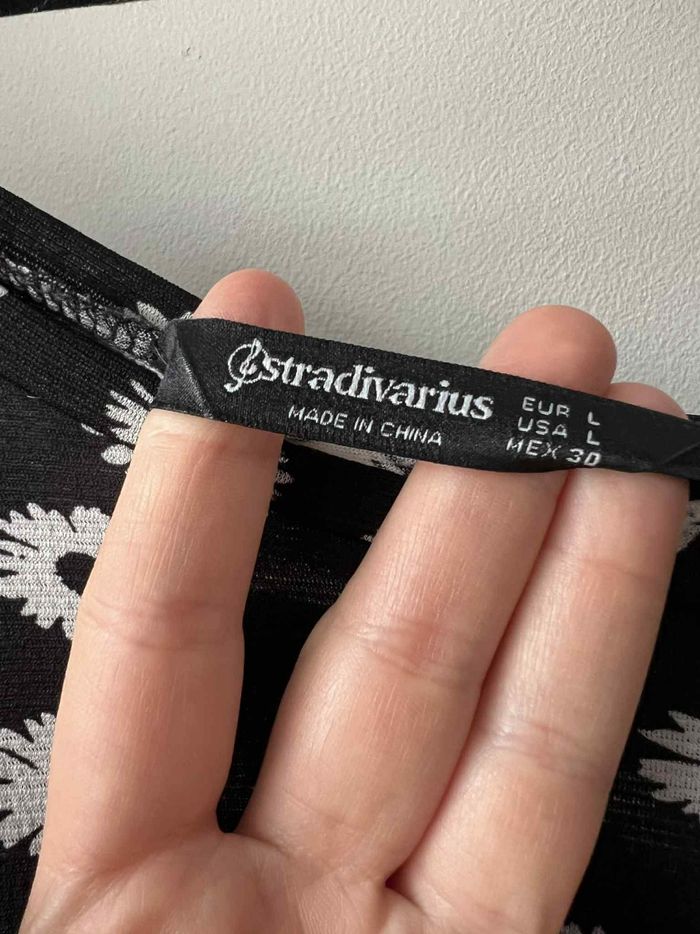 stradivarius
MADE IN CHINA
EUR L
USA L
MEX 30